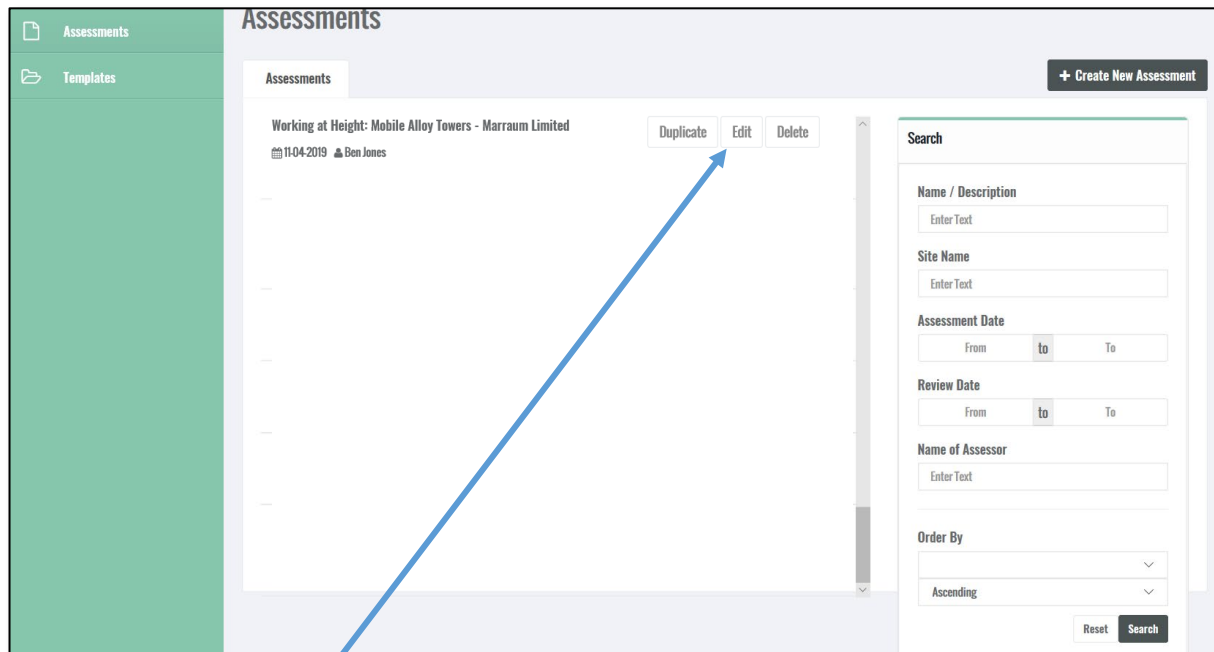 Assessments
Templates
Assessments
Assessments
+ Create New Assessment
Working at Height: Mobile Alloy Towers - Marraum Limited
11-04-2019 Ben Jones
Duplicate
Edit
Delete
Search
Name / Description
Enter Text
Site Name
Enter Text
Assessment Date
From to To
Review Date
From to To
Name of Assessor
Enter Text
Order By
Ascending
Reset Search